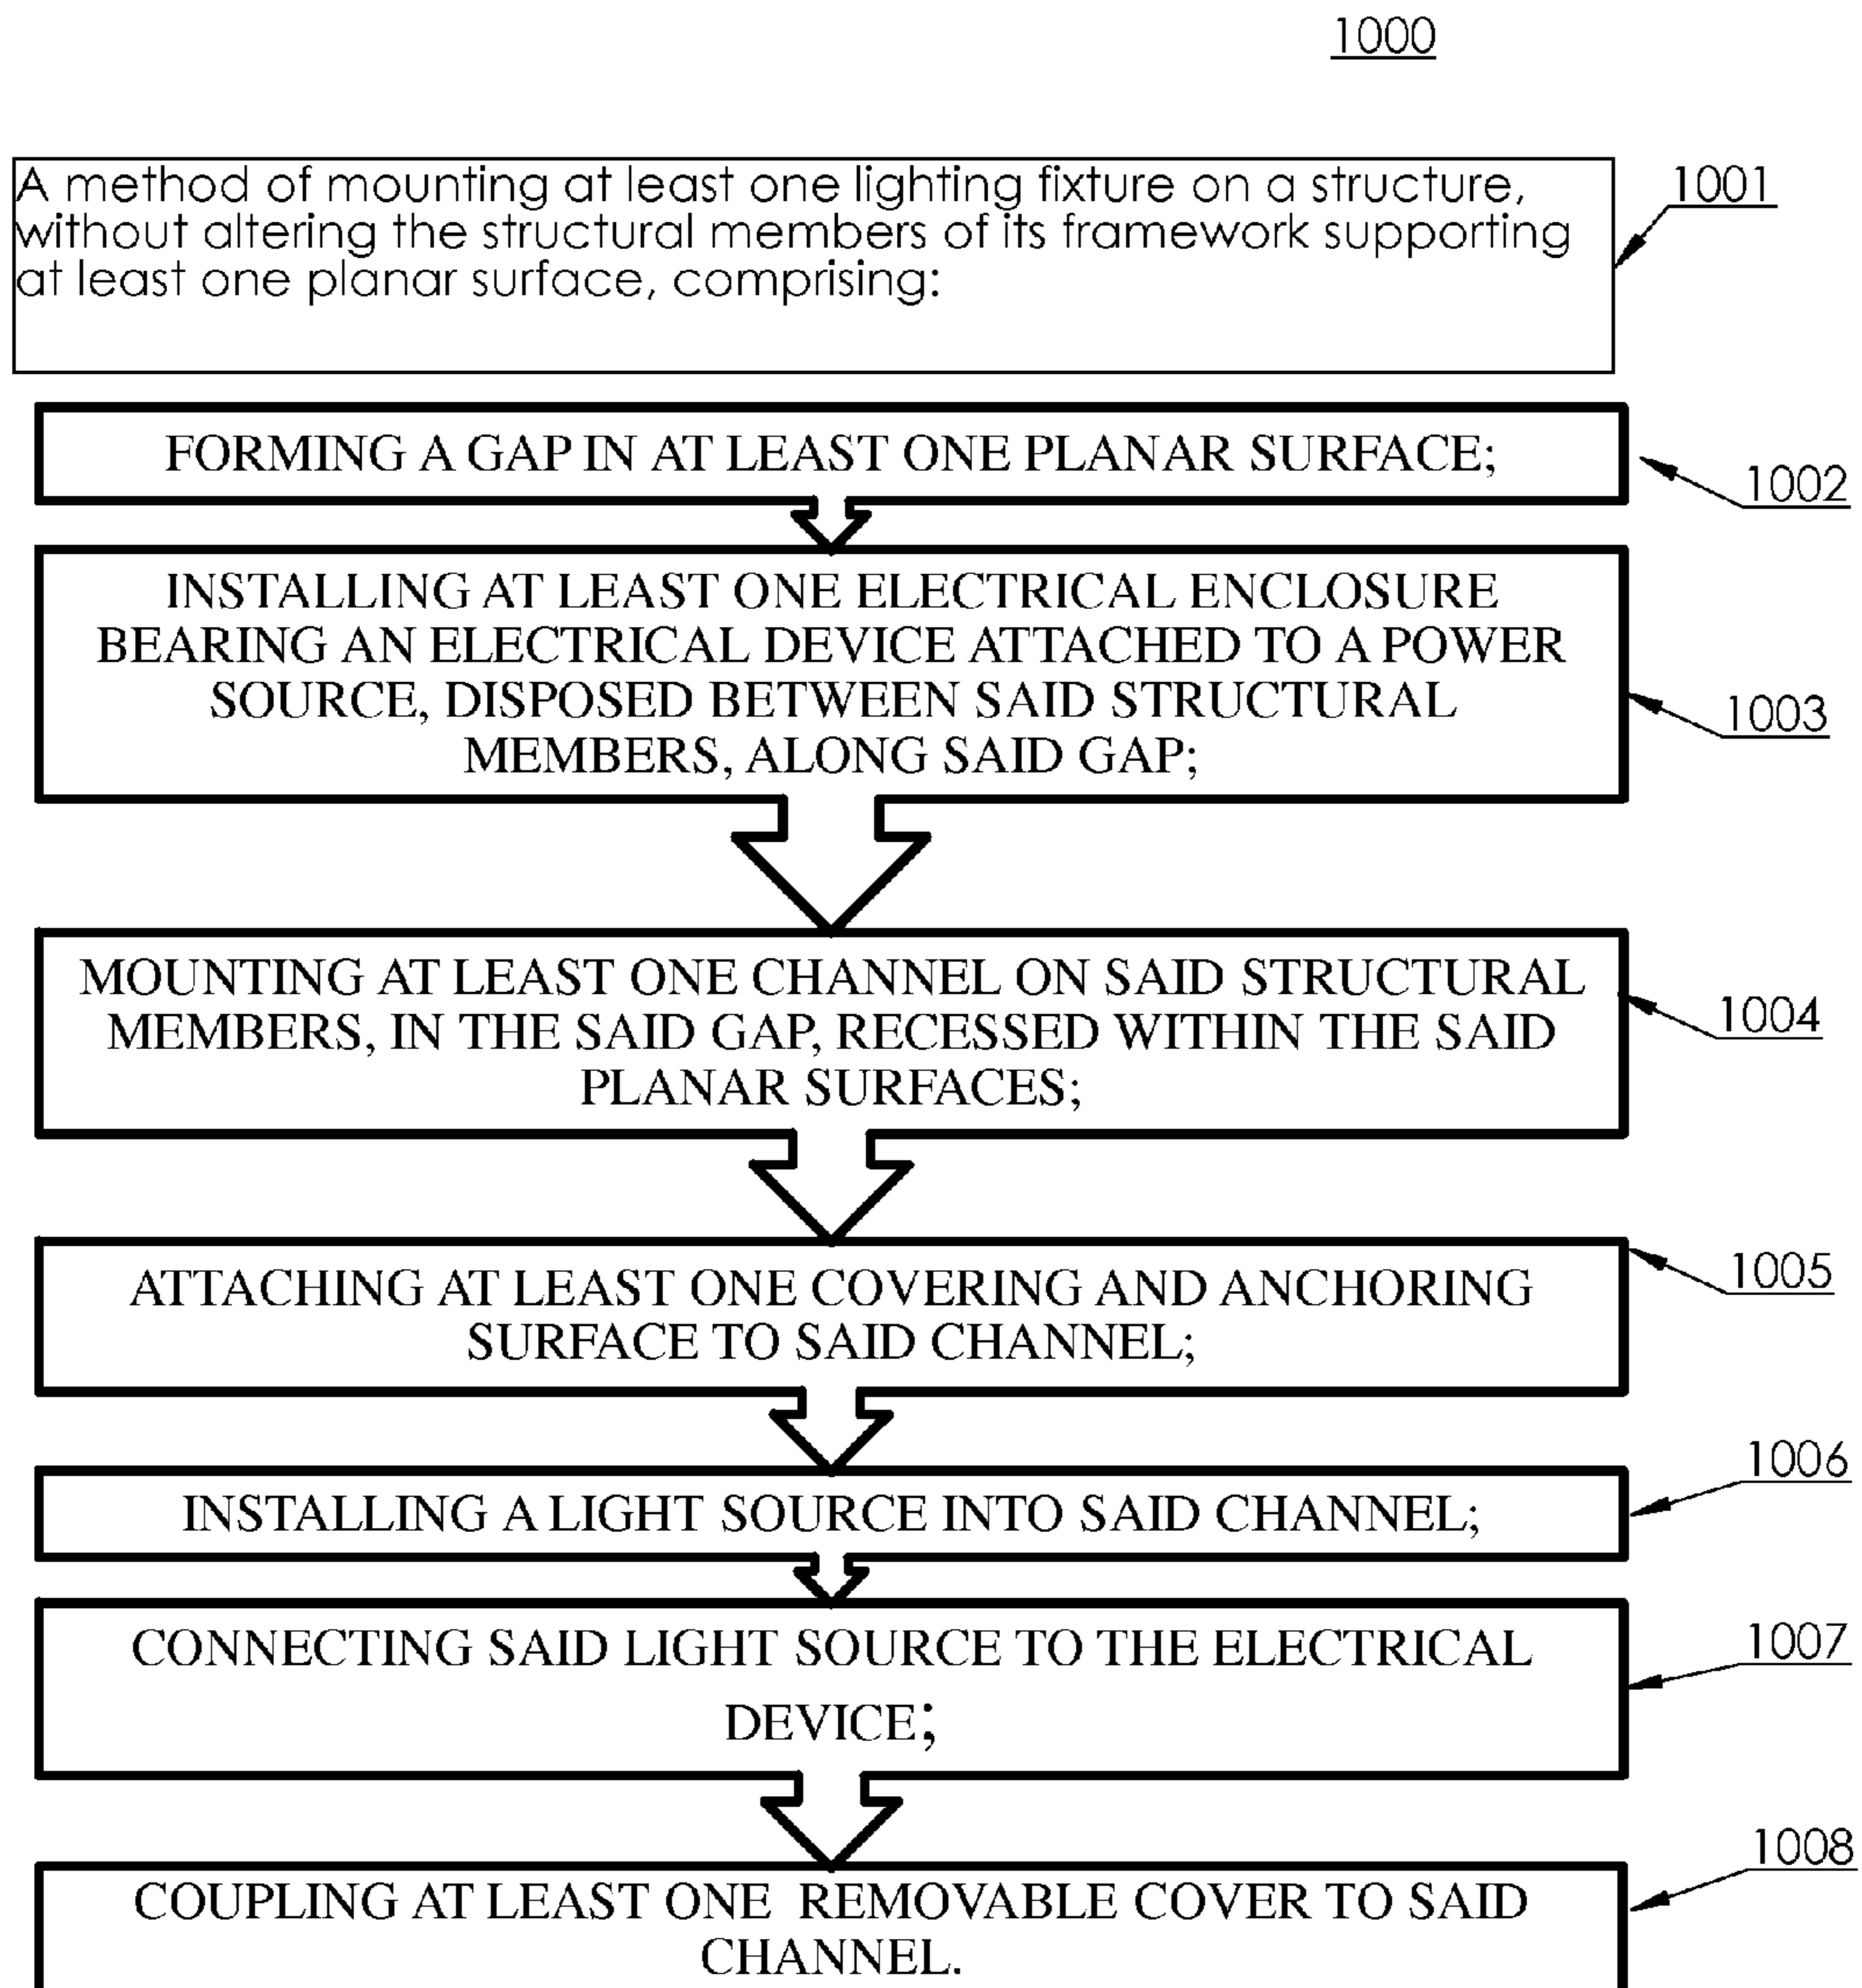 1000
A method of mounting at least one lighting fixture on a structure,
without altering the structural members of its framework supporting
at least one planar surface, comprising:
1001
FORMING A GAP IN AT LEAST ONE PLANAR SURFACE;
1002
INSTALLING AT LEAST ONE ELECTRICAL ENCLOSURE
BEARING AN ELECTRICAL DEVICE ATTACHED TO A POWER
SOURCE, DISPOSED BETWEEN SAID STRUCTURAL
MEMBERS, ALONG SAID GAP;
1003
MOUNTING AT LEAST ONE CHANNEL ON SAID STRUCTURAL
MEMBERS, IN THE SAID GAP, RECESSED WITHIN THE SAID
PLANAR SURFACES;
1004
ATTACHING AT LEAST ONE COVERING AND ANCHORING
SURFACE TO SAID CHANNEL;
1005
INSTALLING A LIGHT SOURCE INTO SAID CHANNEL;
1006
CONNECTING SAID LIGHT SOURCE TO THE ELECTRICAL
DEVICE;
1007
COUPLING AT LEAST ONE REMOVABLE COVER TO SAID
CHANNEL.
1008